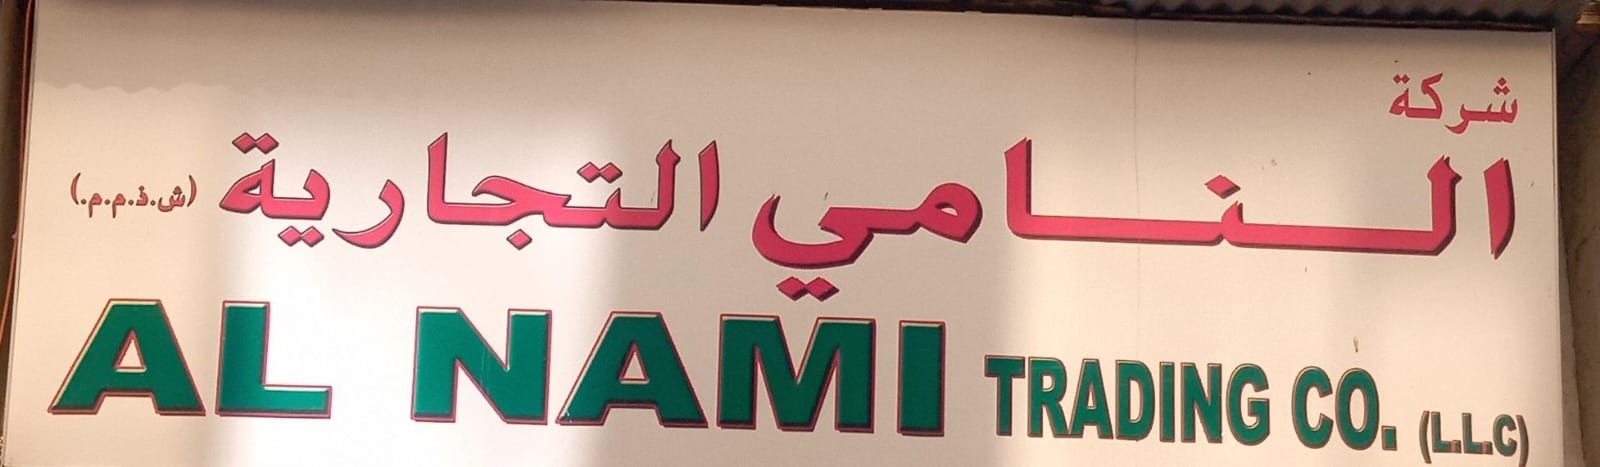 شركة
النامي التجارية (ش.ذ.م.م.)
AL NAMI TRADING CO. (L.L.C)